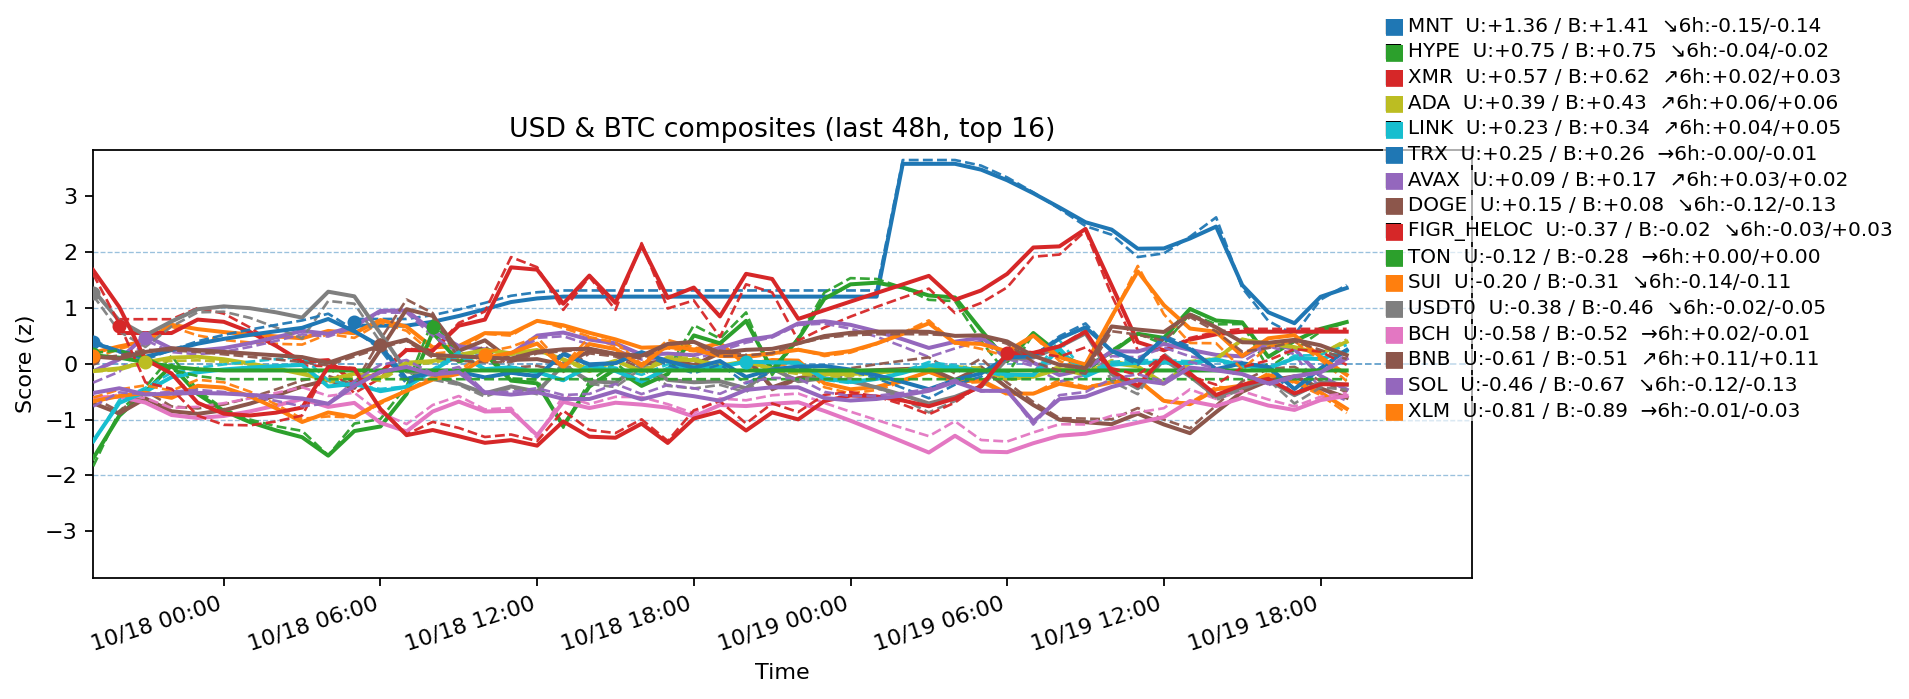 MNT U:+1.36 / B:+1.41 ↘6h:-0.15/-0.14
HYPE U:+0.75 / B:+0.75 ↘6h:-0.04/-0.02
XMR U:+0.57 / B:+0.62 ↗6h:+0.02/+0.03
ADA U:+0.39 / B:+0.43 ↗6h:+0.06/+0.06
LINK U:+0.23 / B:+0.34 ↗6h:+0.04/+0.05
TRX U:+0.25 / B:+0.26 →6h:-0.00/-0.01
AVAX U:+0.09 / B:+0.17 ↗6h:+0.03/+0.02
DOGE U:+0.15 / B:+0.08 ↘6h:-0.12/-0.13
FIGR_HELOC U:-0.37 / B:-0.02 ↘6h:-0.03/+0.03
TON U:-0.12 / B:-0.28 →6h:+0.00/+0.00
SUI U:-0.20 / B:-0.31 ↘6h:-0.14/-0.11
USDT0 U:-0.38 / B:-0.46 ↘6h:-0.02/-0.05
BCH U:-0.58 / B:-0.52 →6h:+0.02/-0.01
BNB U:-0.61 / B:-0.51 ↗6h:+0.11/+0.11
SOL U:-0.46 / B:-0.67 ↘6h:-0.12/-0.13
XLM U:-0.81 / B:-0.89 →6h:-0.01/-0.03
USD & BTC composites (last 48h, top 16)
Score (z)
3
2
1
0
−1
−2
−3
10/18 00:00
10/18 06:00
10/18 12:00
10/18 18:00
10/19 00:00
10/19 06:00
10/19 12:00
10/19 18:00
Time